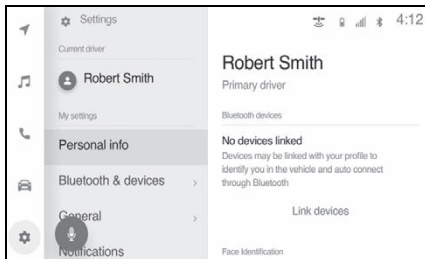 Settings
4:12
Current driver
Robert Smith
My settings
Personal info
Bluetooth & devices
General
Notifications
Robert Smith
Primary driver
Bluetooth devices
No devices linked
Devices may be linked with your profile to
identify you in the vehicle and auto connect
through Bluetooth
Link devices
Face Identification